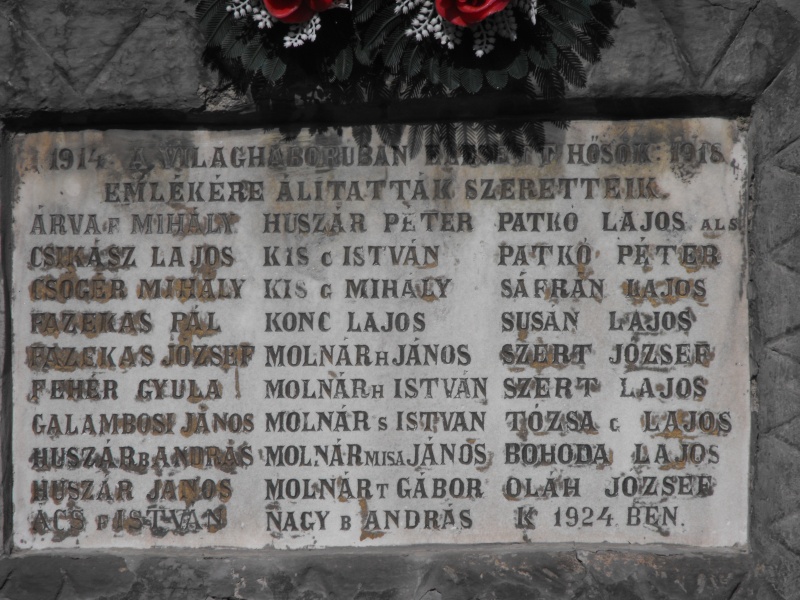 1914. A VILÁGHÁBORUBAN ELESETT HŐSÖK. 1918.
EMLÉKÉRE ÁLITATTÁK SZERETTEIK.
ÁRVA F MIHÁLY HUSZÁR PÉTER PATKÓ LAJOS ALS
CSIKÁSZ LAJOS KIS C ISTVÁN PATKÓ PÉTER
CSOGÉR MIHÁLY KIS G MIHÁLY SÁFRÁN LAJOS
FAZEKAS PÁL KONC LAJOS SUSÁN LAJOS
FAZEKAS JÓZSEF MOLNÁR H JÁNOS SZÉRT JÓZSEF
FEHÉR GYULA MOLNÁR H ISTVÁN SZÉRT LAJOS
GALAMBOSI JÁNOS MOLNÁR S ISTVÁN TÓZSA G LAJOS
HUSZÁR B ANDRÁS MOLNÁR MISA JÁNOS BOHODA LAJOS
HUSZÁR JÁNOS MOLNÁR T GÁBOR OLÁH JÓZSEF
ÁCS F ISTVÁN NAGY B ANDRÁS K 1924. BEN.